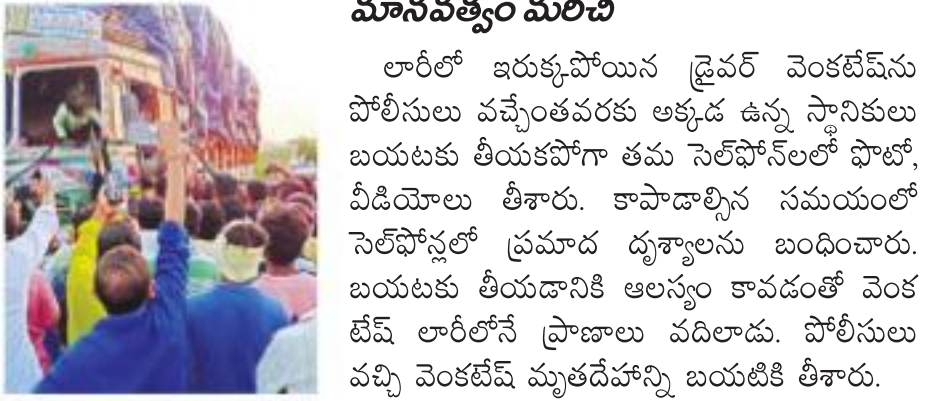 మానవత్వం మరిచి
లారీలో ఇరుక్కపోయిన డ్రైవర్ వెంకటేష్‌ను
పోలీసులు వచ్చేంతవరకు అక్కడ ఉన్న స్థానికులు
బయటకు తీయకపోగా తమ సెల్‌ఫోన్‌లలో ఫొటో,
వీడియోలు తీశారు. కాపాడాల్సిన సమయంలో
సెల్‌ఫోన్లలో ప్రమాద దృశ్యాలను బంధించారు.
బయటకు తీయడానికి ఆలస్యం కావడంతో వెంక
టేష్ లారీలోనే ప్రాణాలు వదిలాడు. పోలీసులు
వచ్చి వెంకటేష్ మృతదేహాన్ని బయటికి తీశారు.